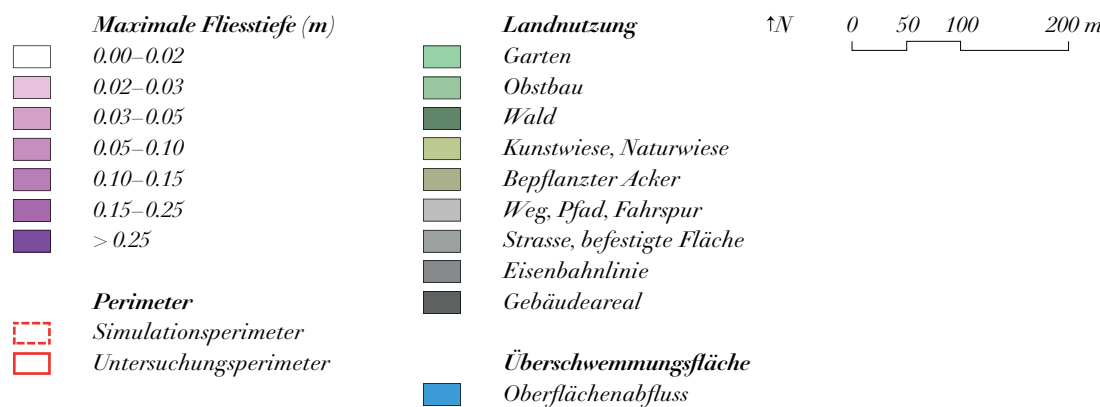 Maximale Fliesstiefe (m)
0.00–0.02
0.02–0.03
0.03–0.05
0.05–0.10
0.10–0.15
0.15–0.25
> 0.25
Perimeter
Simulationsperimeter
Untersuchungsperimeter
Landnutzung
Garten
Obstbau
Wald
Kunstwiese, Naturwiese
Bepflanzter Acker
Weg, Pfad, Fahrspur
Strasse, befestigte Fläche
Eisenbahnlinie
Gebäudeareal
Überschwemmungsfläche
Oberflächenabfluss
↑N
0 50 100 200 m